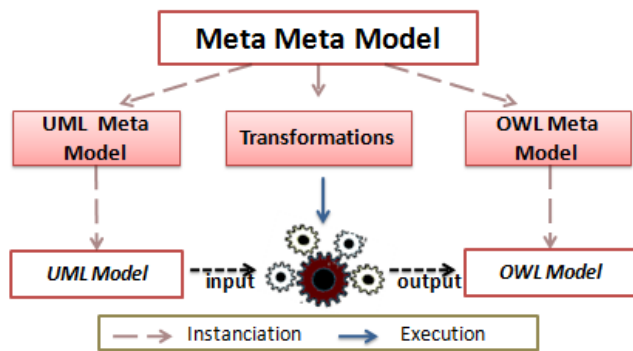 Meta Meta Model
UML Meta
Model
Transformations
OWL Meta
Model
UML Model
input
output
OWL Model
Instanciation
Execution